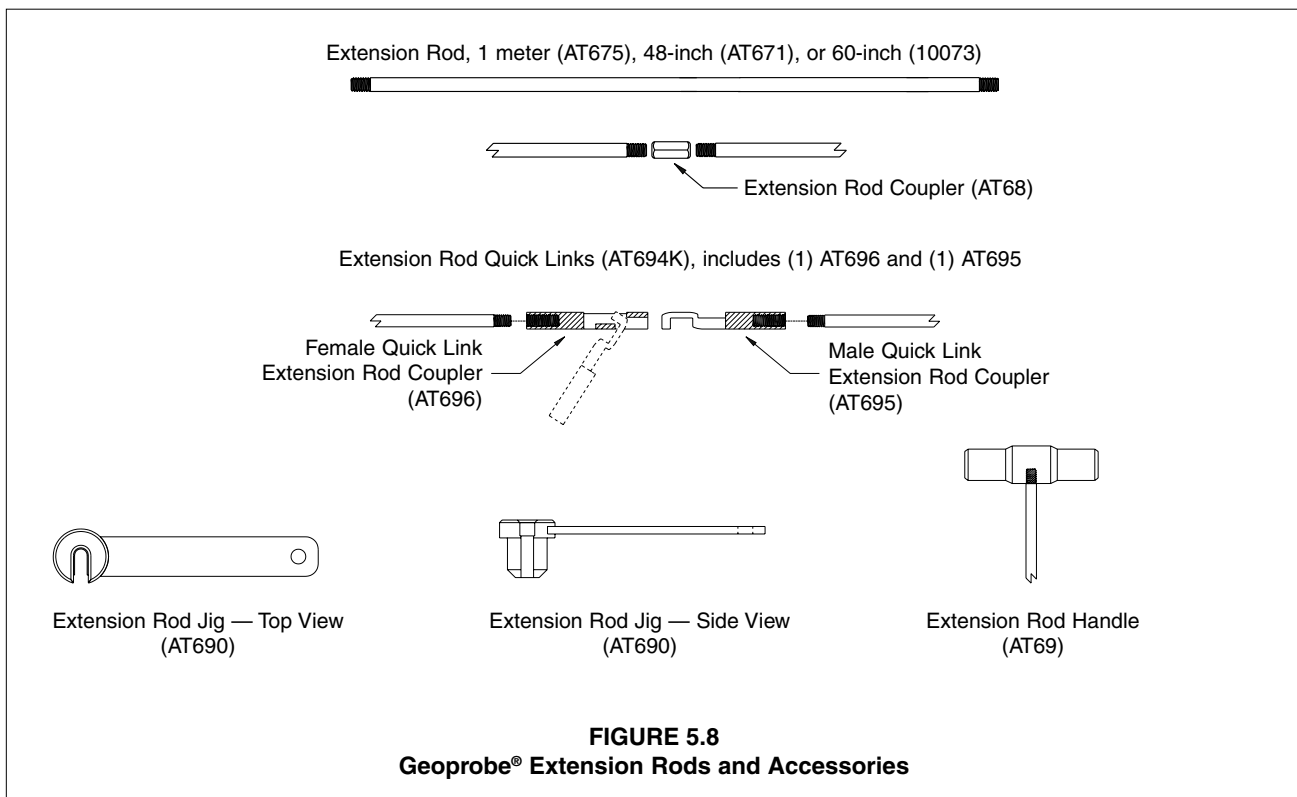 Extension Rod, 1 meter (AT675), 48-inch (AT671), or 60-inch (10073)
Extension Rod Coupler (AT68)
Extension Rod Quick Links (AT694K), includes (1) AT696 and (1) AT695
Female Quick Link
Extension Rod Coupler
(AT696)
Male Quick Link
Extension Rod Coupler
(AT695)
Extension Rod Jig — Top View
(AT690)
Extension Rod Jig — Side View
(AT690)
Extension Rod Handle
(AT69)
FIGURE 5.8
Geoprobe® Extension Rods and Accessories